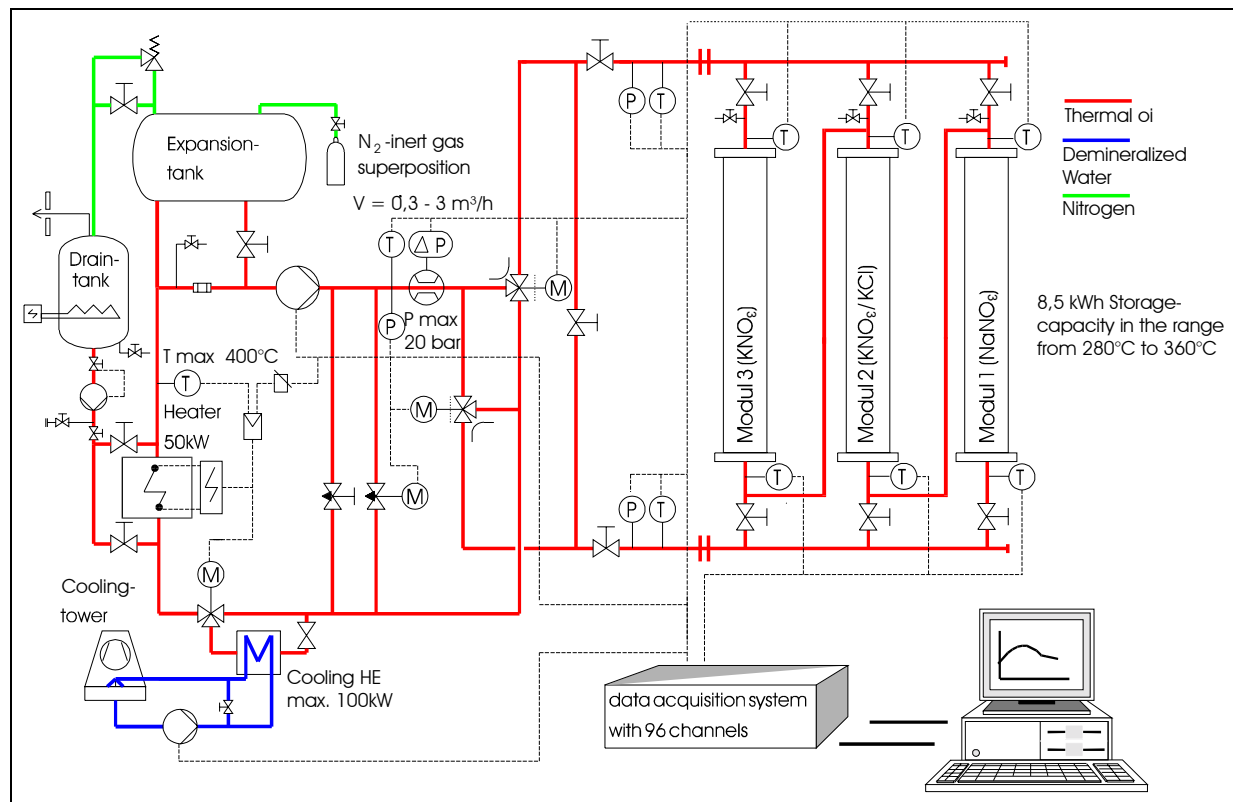 Expansion-
tank
N₂ -inert gas
superposition
V = 0,3 - 3 m³/h
Drain-
tank
T
Δ P
M
P
P max
20 bar
T max 400°C
T
Heater
50kW
M
M
M
Cooling-
tower
Cooling HE
max. 100kW
P
T
P
T
T
T
T
Modul 3 (KNO₃)
Modul 2 (KNO₃/KCl)
Modul 1 (NaNO₃)
T
T
T
Thermal oi
Demineralized
Water
Nitrogen
8,5 kWh Storage-
capacity in the range
from 280°C to 360°C
data acquisition system
with 96 channels